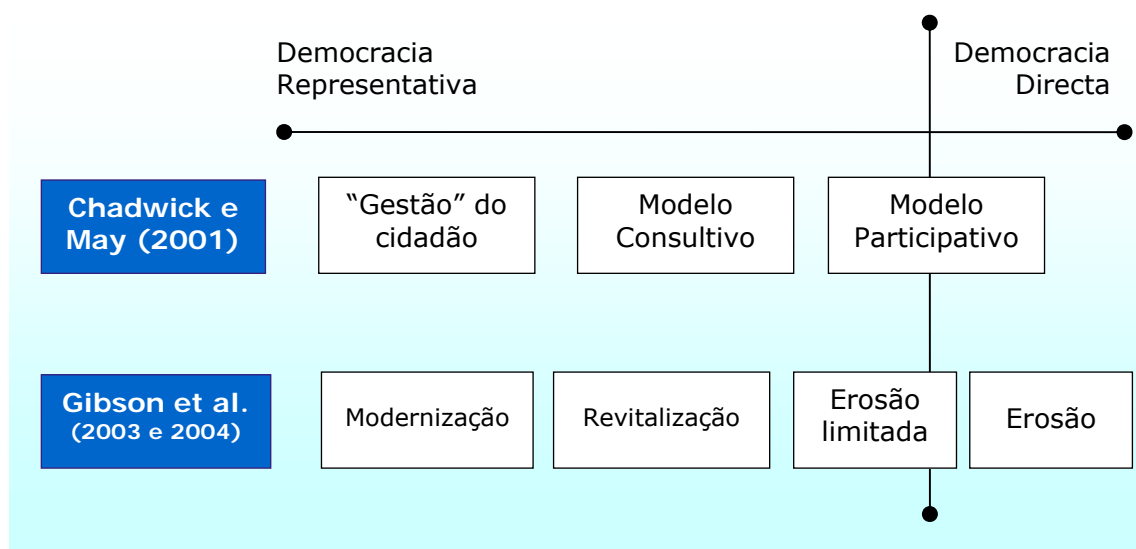 Democracia
Representativa
Democracia
Directa
Chadwick e
May (2001)
“Gestão” do
cidadão
Modelo
Consultivo
Modelo
Participativo
Gibson et al.
(2003 e 2004)
Modernização
Revitalização
Erosão
limitada
Erosão